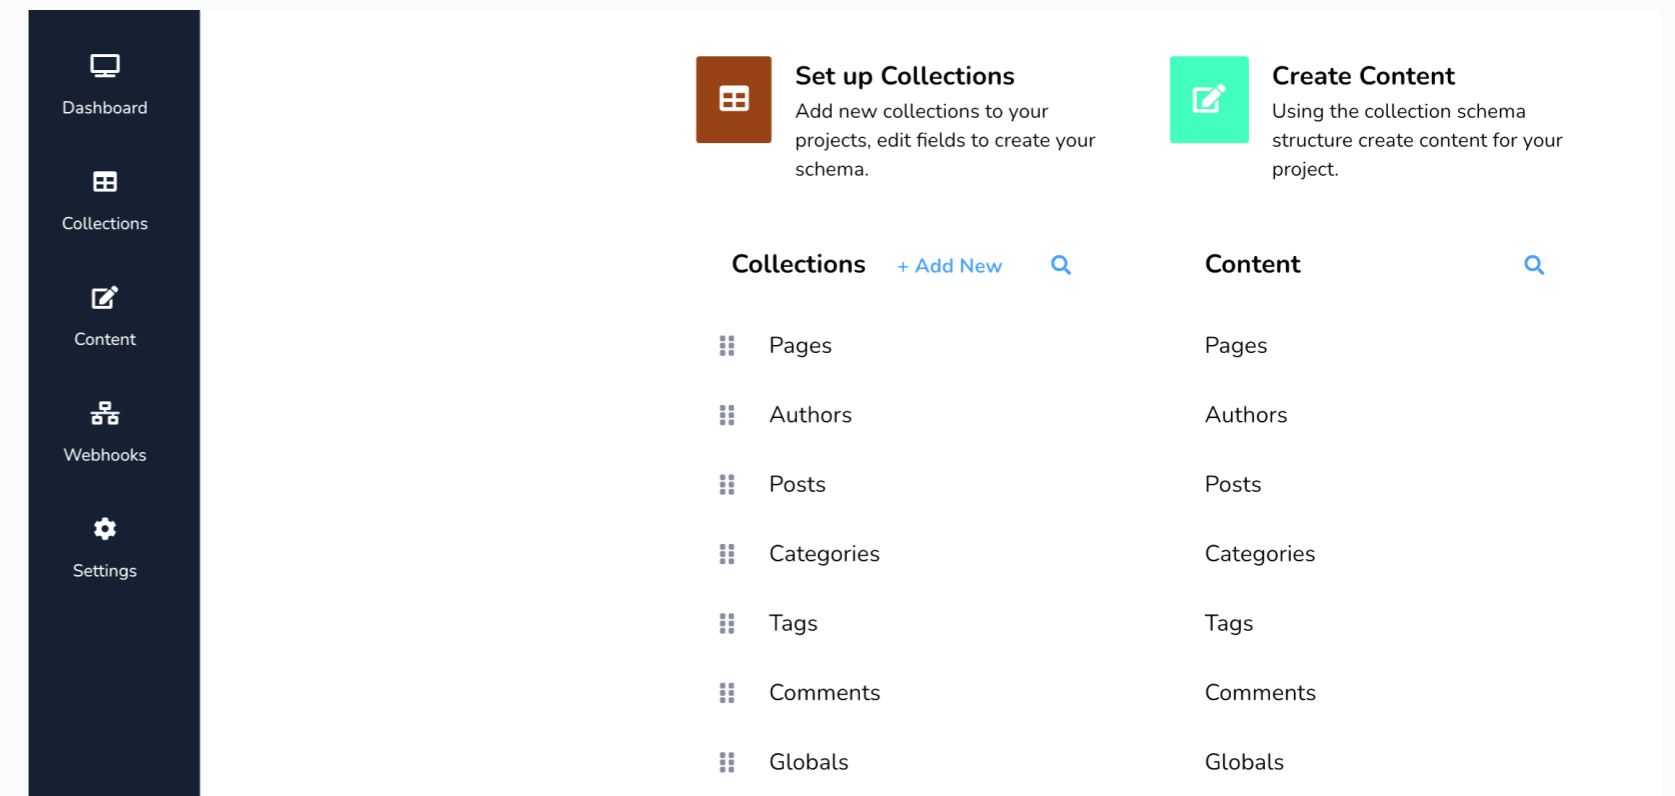 Dashboard
Collections
Content
Webhooks
Settings
Set up Collections
Add new collections to your
projects, edit fields to create your
schema.
Create Content
Using the collection schema
structure create content for your
project.
Collections + Add New
Pages
Authors
Posts
Categories
Tags
Comments
Globals
Content
Pages
Authors
Posts
Categories
Tags
Comments
Globals